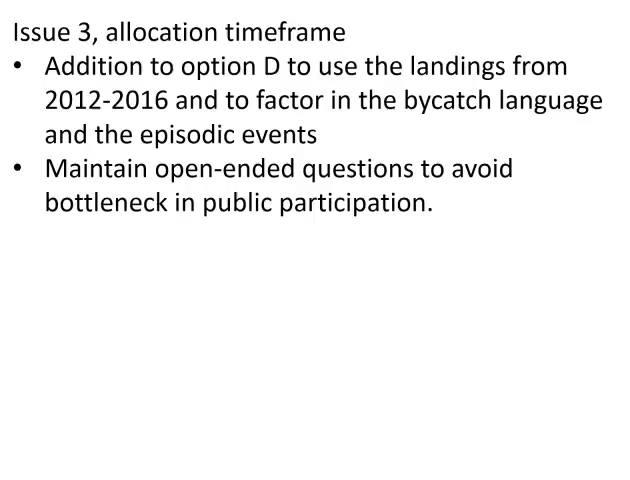 Issue 3, allocation timeframe
• Addition to option D to use the landings from
2012-2016 and to factor in the bycatch language
and the episodic events
• Maintain open-ended questions to avoid
bottleneck in public participation.